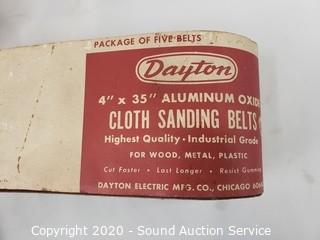 PACKAGE OF FIVE BELTS
Dayton
4" x 35" ALUMINUM OXIDE
CLOTH SANDING BELTS
Highest Quality • Industrial Grade
FOR WOOD, METAL, PLASTIC
Cut Faster • Last Longer • Resist Gumming
DAYTON ELECTRIC MFG. CO., CHICAGO
Copyright 2020 - Sound Auction Service